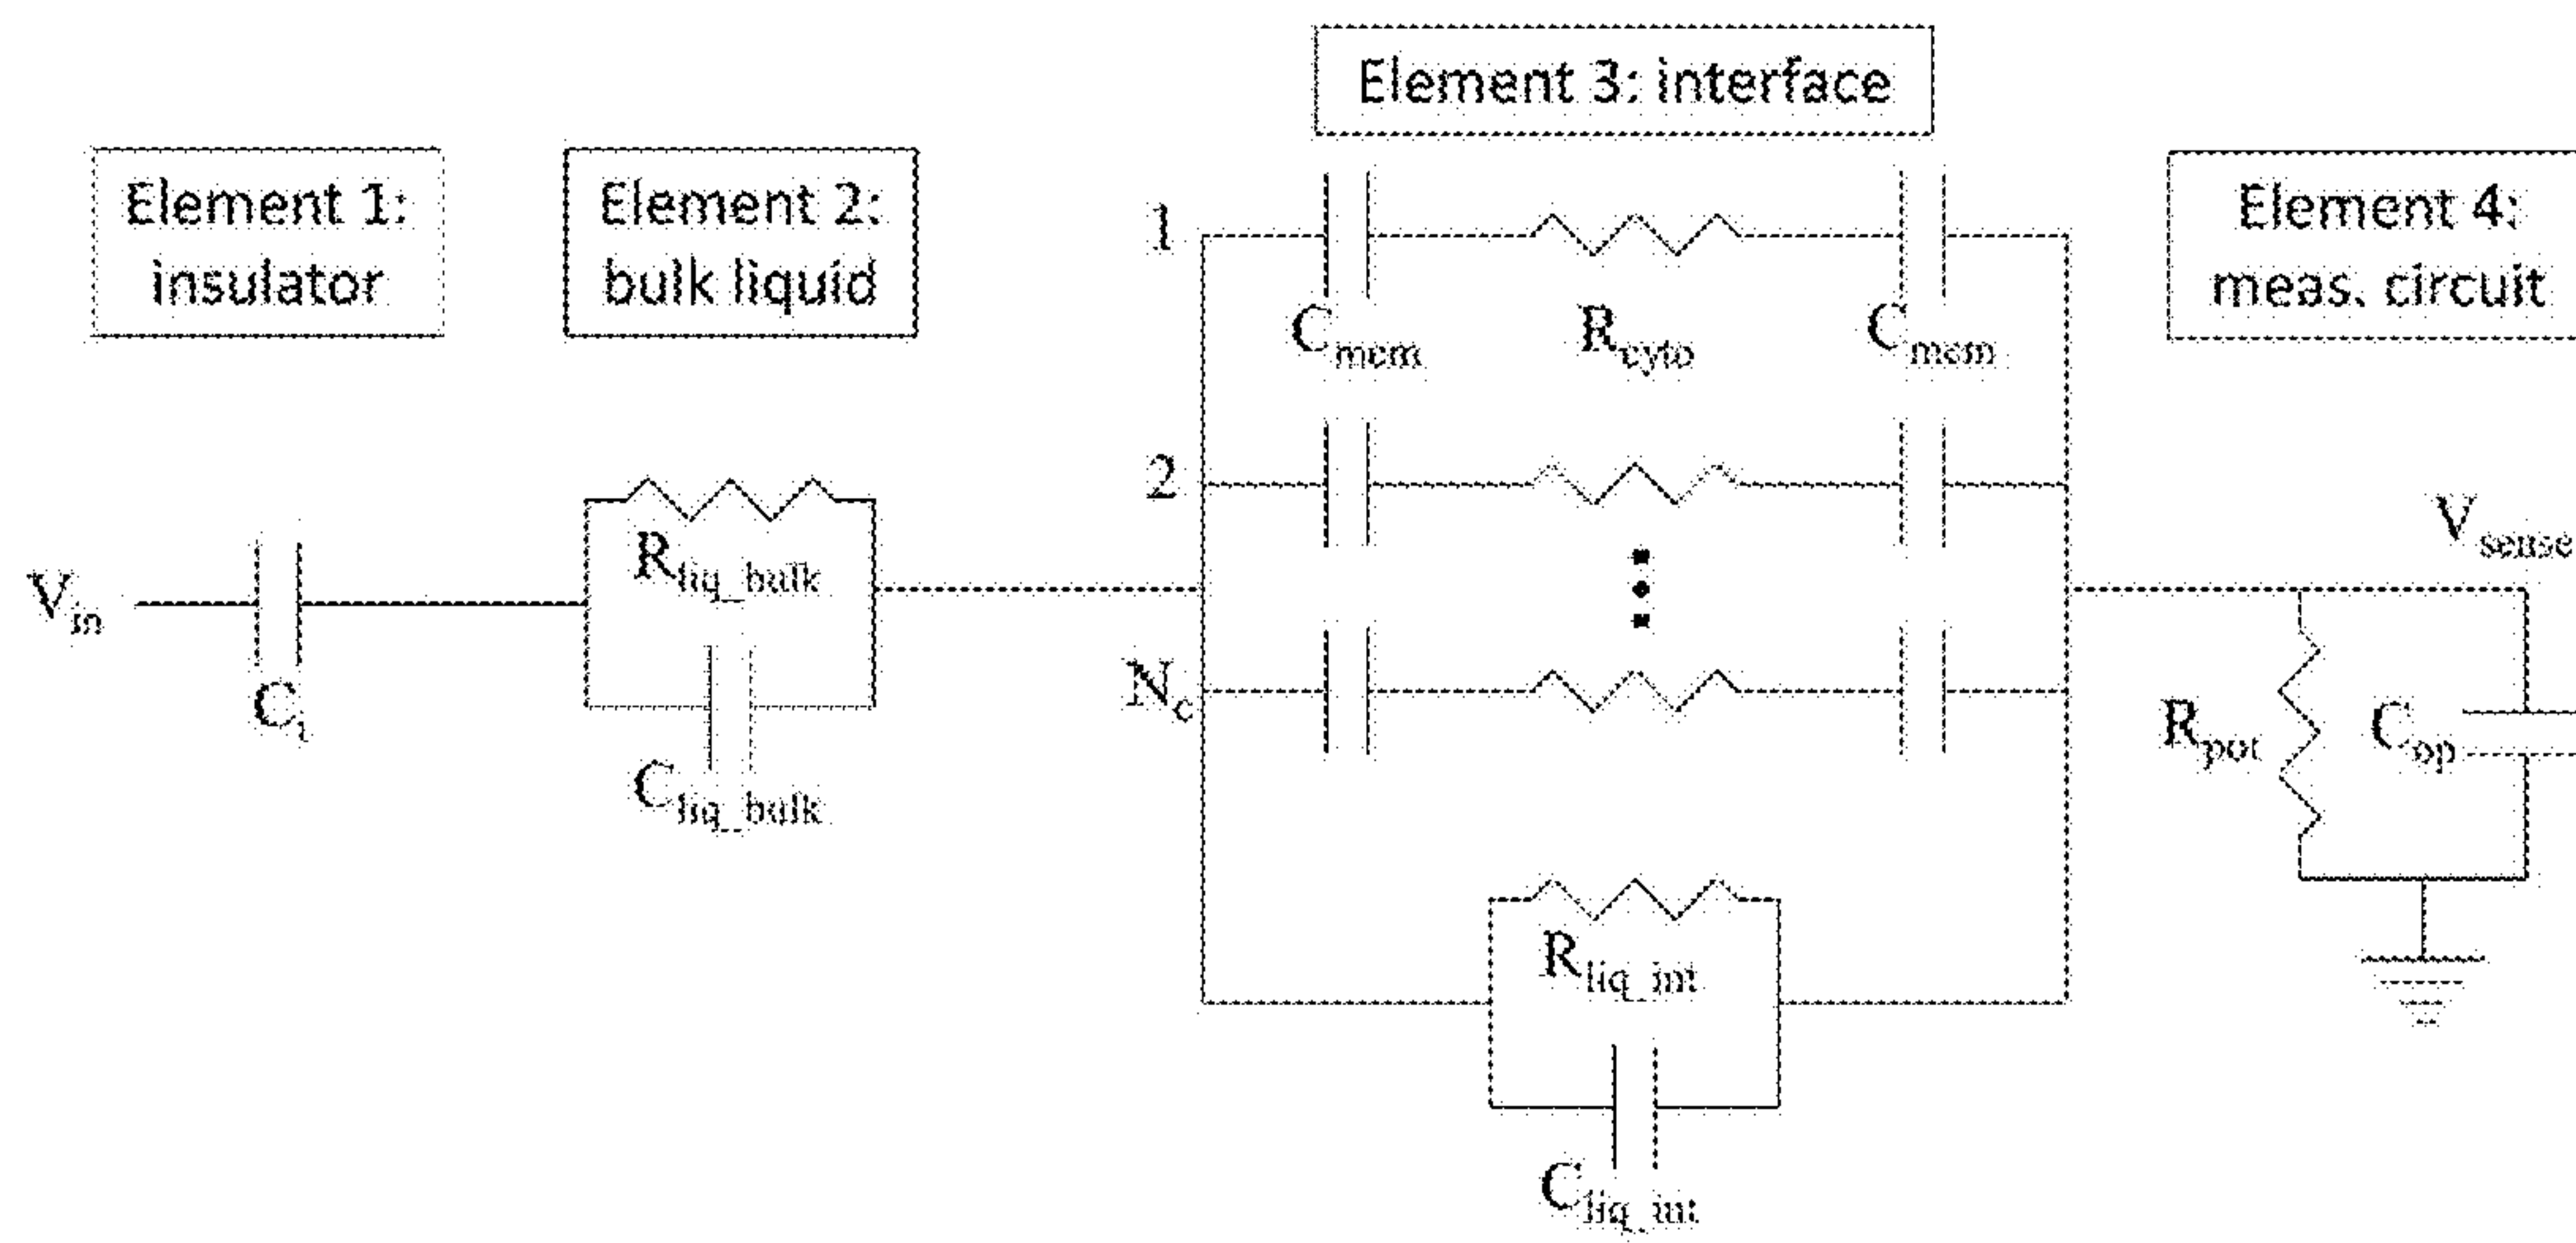 Element 3: interface
Element 1:
insulator
Element 2:
bulk liquid
Element 4:
meas. circuit
1
C_mem
R_cyto
C_mem
2
V_sense
V_in
R_liq_bulk
C_i
N_c
R_pot
C_op
C_liq_bulk
R_liq_int
C_liq_int